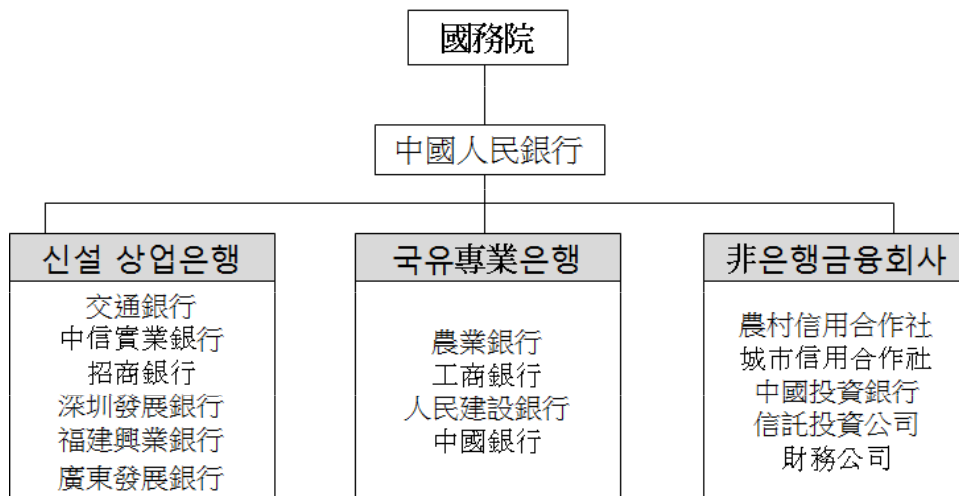 國務院
中國人民銀行
신설 상업은행
交通銀行
中信實業銀行
招商銀行
深圳發展銀行
福建興業銀行
廣東發展銀行
국유專業은행
農業銀行
工商銀行
人民建設銀行
中國銀行
非은행금융회사
農村信用合作社
城市信用合作社
中國投資銀行
信託投資公司
財務公司